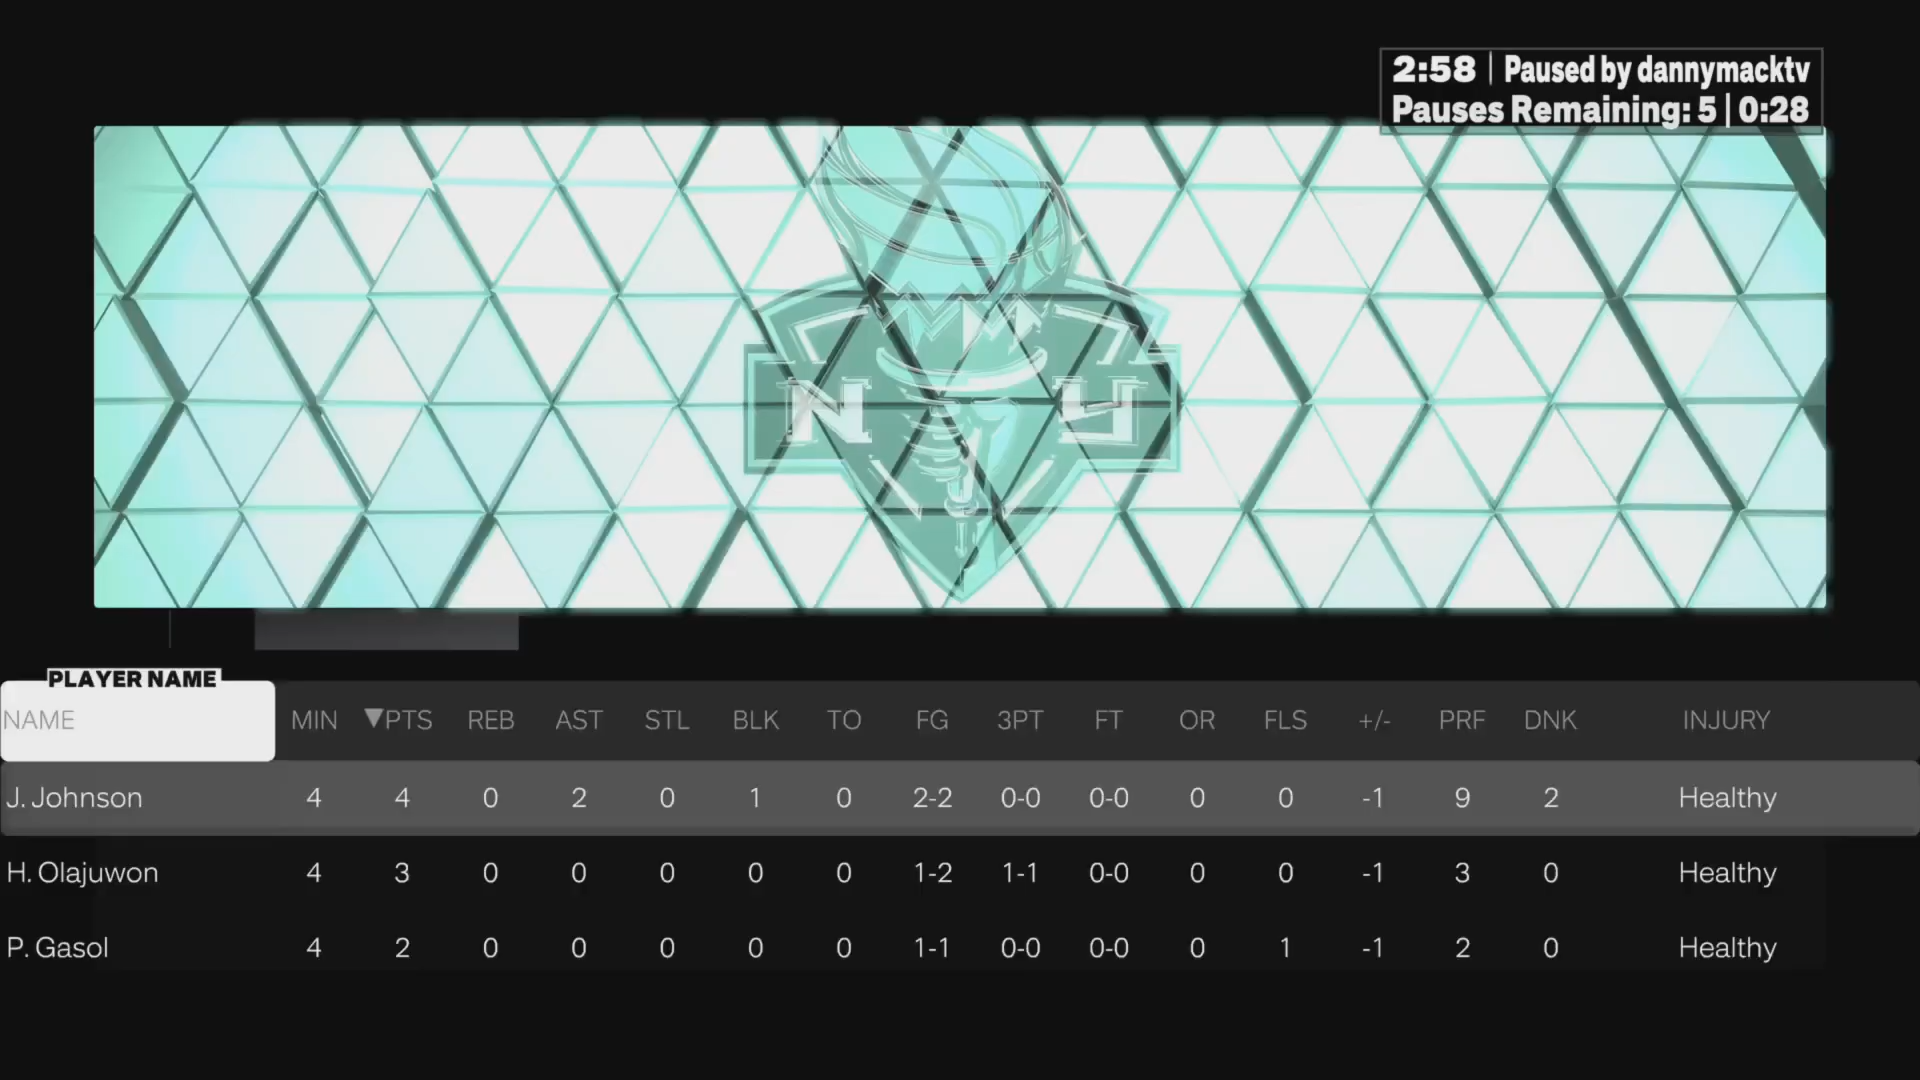 2:58 | Paused by dannymacktv
Pauses Remaining: 5 | 0:28
N Y
PLAYER NAME
NAME MIN ▼PTS REB AST STL BLK TO FG 3PT FT OR FLS +/- PRF DNK INJURY
J. Johnson 4 4 0 2 0 1 0 2-2 0-0 0-0 0 0 -1 9 2 Healthy
H. Olajuwon 4 3 0 0 0 0 0 1-2 1-1 0-0 0 0 -1 3 0 Healthy
P. Gasol 4 2 0 0 0 0 0 1-1 0-0 0-0 0 1 -1 2 0 Healthy